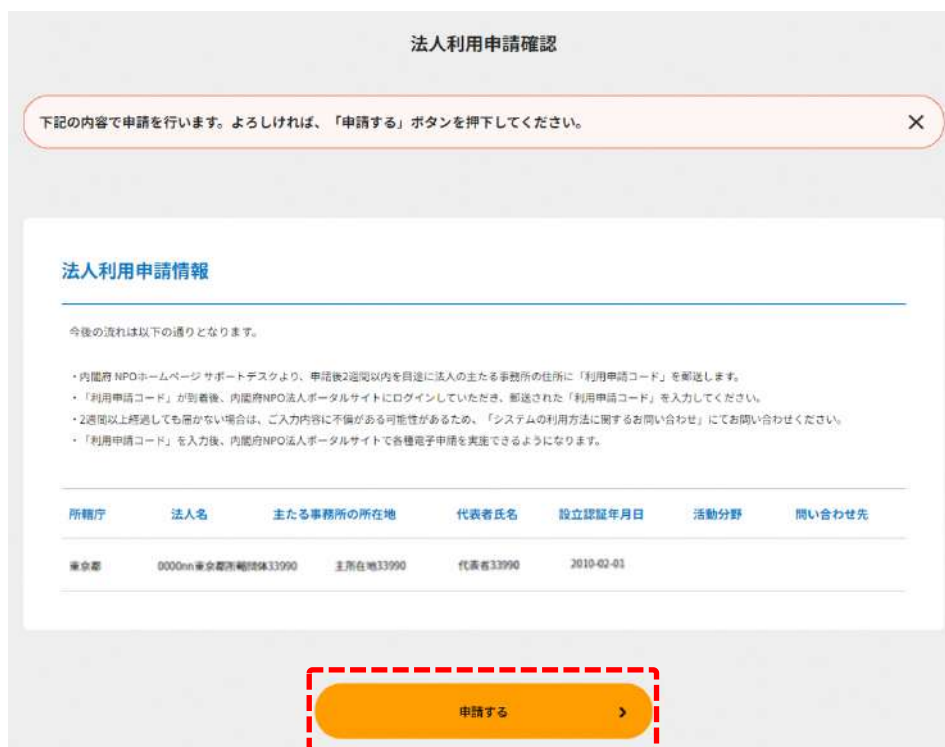 法人利用申請確認
下記の内容で申請を行います。よろしければ、「申請する」ボタンを押下してください。
法人利用申請情報
今後の流れは以下の通りとなります。
・内閣府 NPOホームページ サポートデスクより、申請後2週間以内を目途に法人の主たる事務所の住所に「利用申請コード」を郵送します。
・「利用申請コード」が到着後、内閣府NPO法人ポータルサイトにログインしていただき、郵送された「利用申請コード」を入力してください。
・2週間以上経過しても届かない場合は、ご入力内容に不備がある可能性があるため、「システムの利用方法に関するお問い合わせ」にてお問い合わせください。
・「利用申請コード」を入力後、内閣府NPO法人ポータルサイトで各種電子申請を実施できるようになります。
所轄庁 法人名 主たる事務所の所在地 代表者氏名 設立認証年月日 活動分野 問い合わせ先
東京都 0000nn東京都所轄団体33990 主所在地33990 代表者33990 2010-02-01
申請する